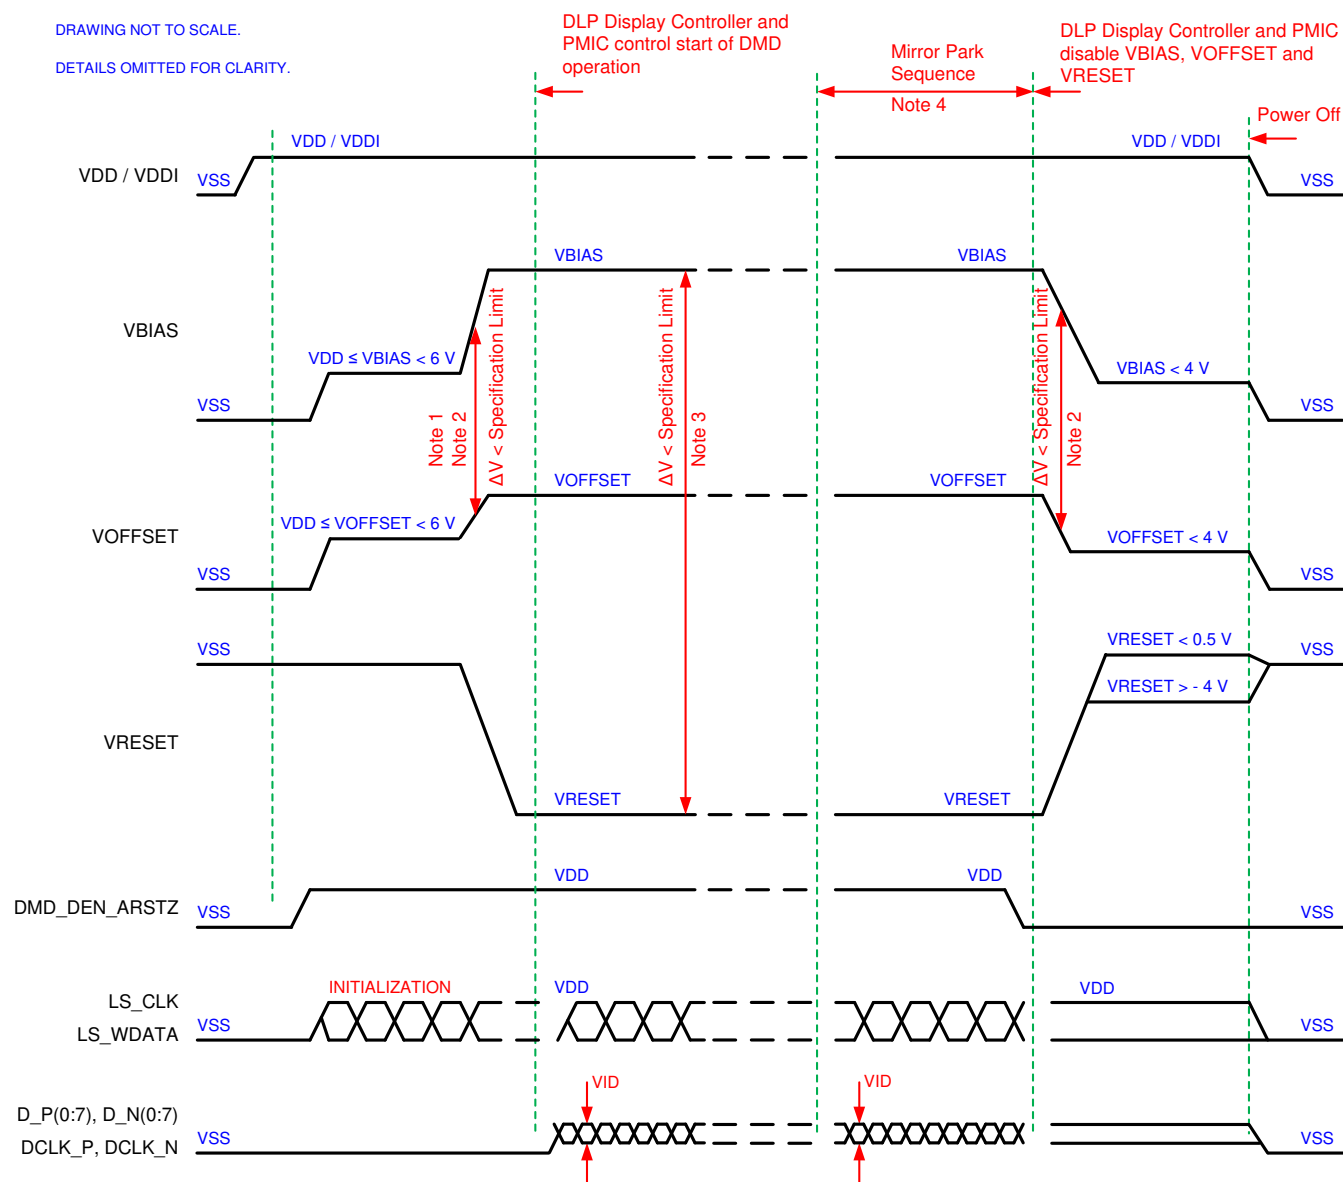 DRAWING NOT TO SCALE.
DETAILS OMITTED FOR CLARITY.
DLP Display Controller and
PMIC control start of DMD
operation
Mirror Park
Sequence
Note 4
DLP Display Controller and PMIC
disable VBIAS, VOFFSET and
VRESET
Power Off
VDD / VDDI
VSS
VDD / VDDI
VDD / VDDI
VSS
VBIAS
VSS
VDD ≤ VBIAS < 6 V
VBIAS
VBIAS
VBIAS < 4 V
VSS
Note 1
Note 2
ΔV < Specification Limit
ΔV < Specification Limit
Note 3
ΔV < Specification Limit
Note 2
VOFFSET
VSS
VDD ≤ VOFFSET < 6 V
VOFFSET
VOFFSET
VOFFSET < 4 V
VSS
VRESET
VSS
VRESET
VRESET
VRESET < 0.5 V
VRESET > - 4 V
VSS
DMD_DEN_ARSTZ
VSS
VDD
VDD
VSS
LS_CLK
LS_WDATA
VSS
INITIALIZATION
VDD
VDD
VSS
D_P(0:7), D_N(0:7)
DCLK_P, DCLK_N
VSS
VID
VID
VSS